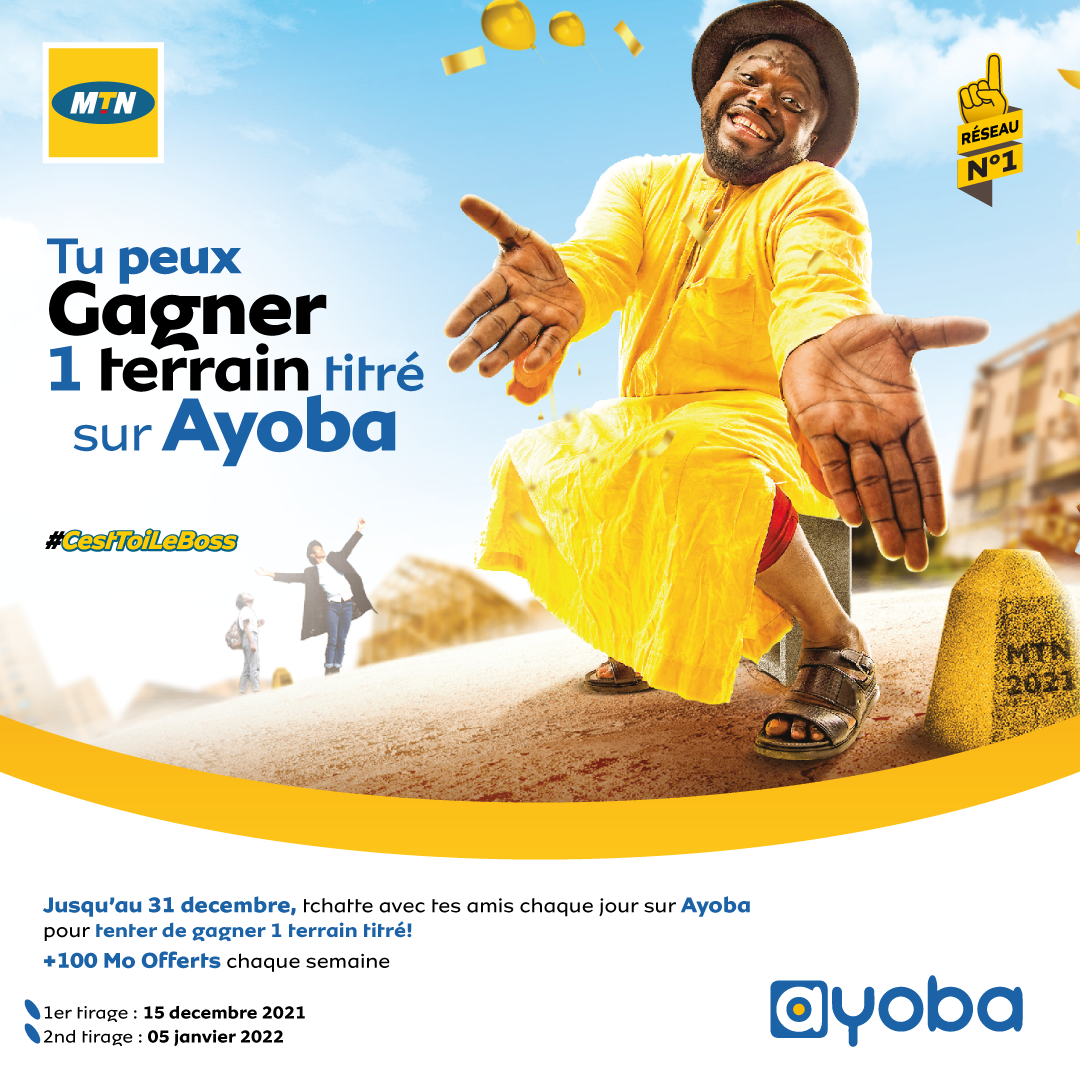 MTN
RÉSEAU
N°1
Tu peux
Gagner
1 terrain titré
sur Ayoba
#CestToiLeBoss
MTN
2021
Jusqu'au 31 decembre, tchatte avec tes amis chaque jour sur Ayoba
pour tenter de gagner 1 terrain titré!
+100 Mo Offerts chaque semaine
1er tirage : 15 decembre 2021
2nd tirage : 05 janvier 2022
ayoba